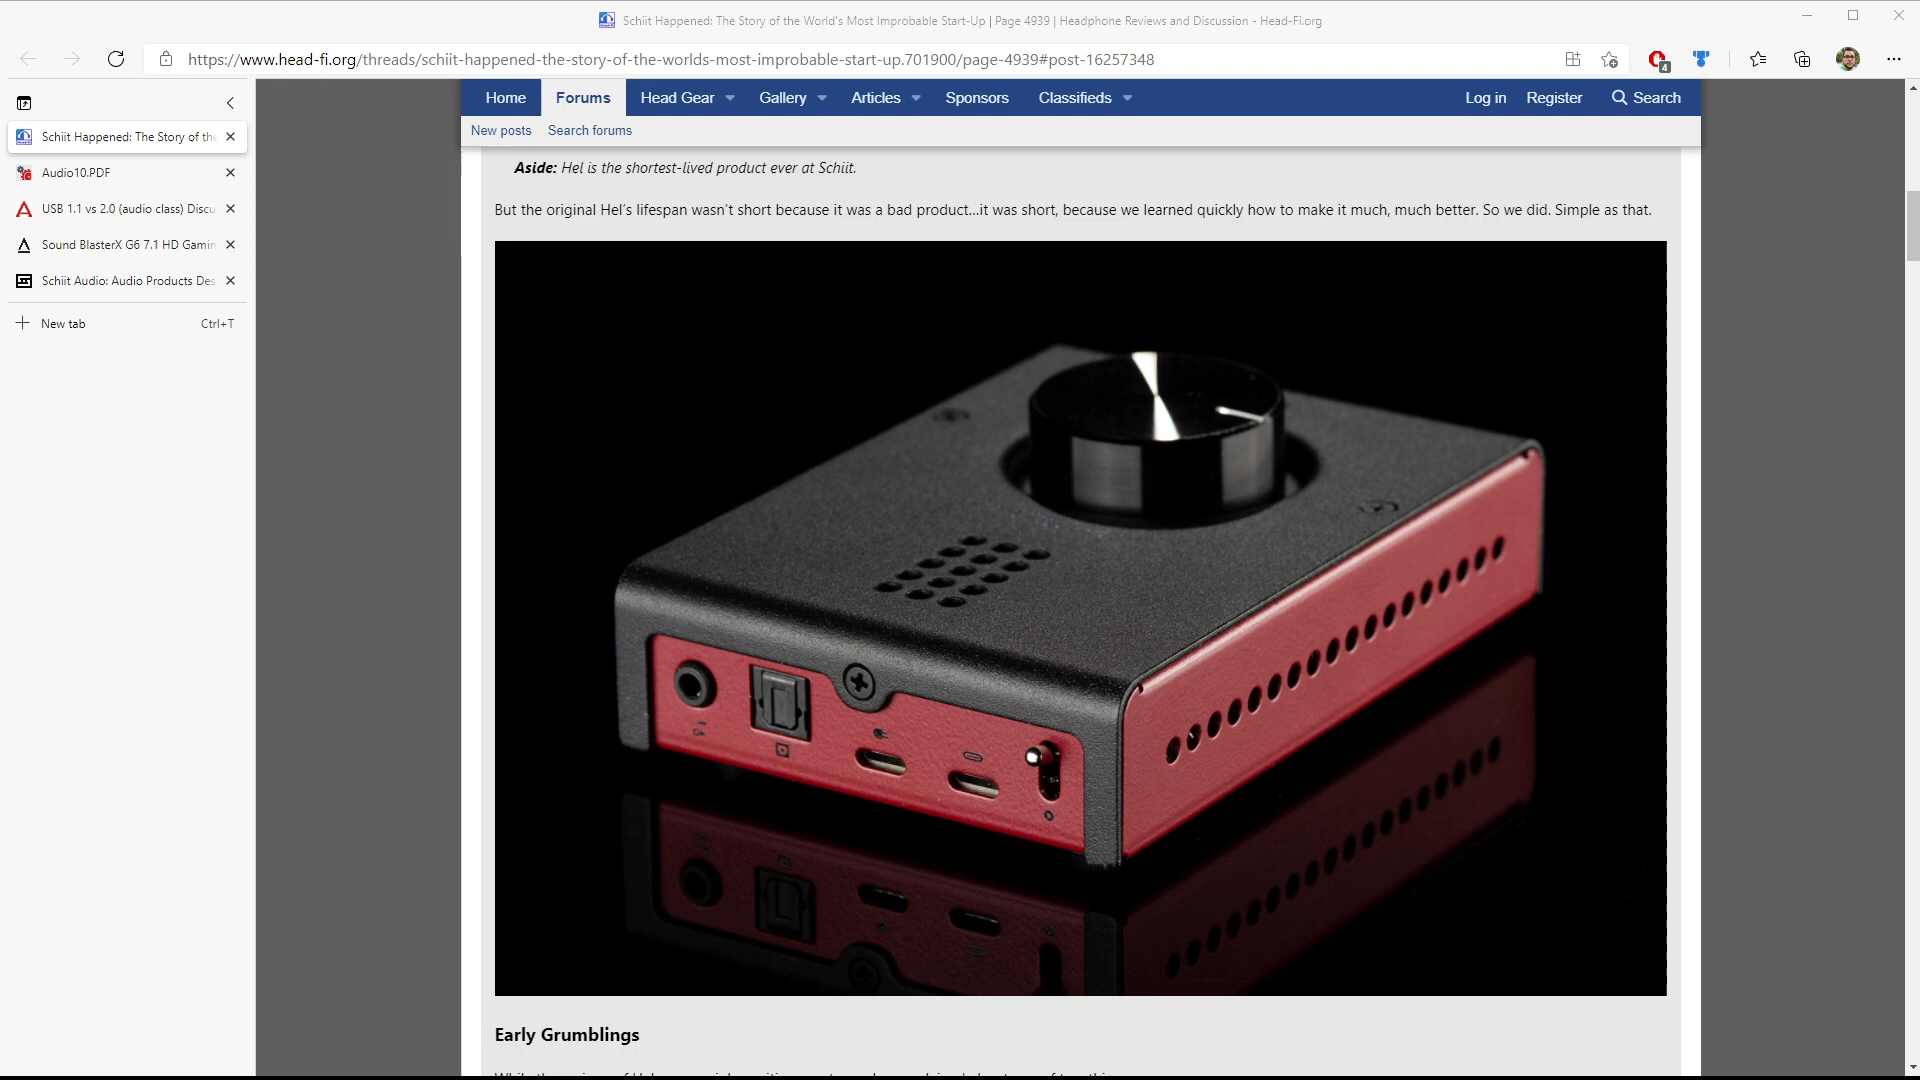 Schiit Happened: The Story of the World's Most Improbable Start-Up | Page 4939 | Headphone Reviews and Discussion - Head-Fi.org
https://www.head-fi.org/threads/schiit-happened-the-story-of-the-worlds-most-improbable-start-up.701900/page-4939#post-16257348
4
Schiit Happened: The Story of the
Audio10.PDF
USB 1.1 vs 2.0 (audio class) Discu
Sound BlasterX G6 7.1 HD Gamin
Schiit Audio: Audio Products Des
New tab Ctrl+T
Home Forums Head Gear Gallery Articles Sponsors Classifieds Log in Register Search
New posts Search forums
Aside: Hel is the shortest-lived product ever at Schiit.
But the original Hel's lifespan wasn't short because it was a bad product...it was short, because we learned quickly how to make it much, much better. So we did. Simple as that.
Early Grumblings